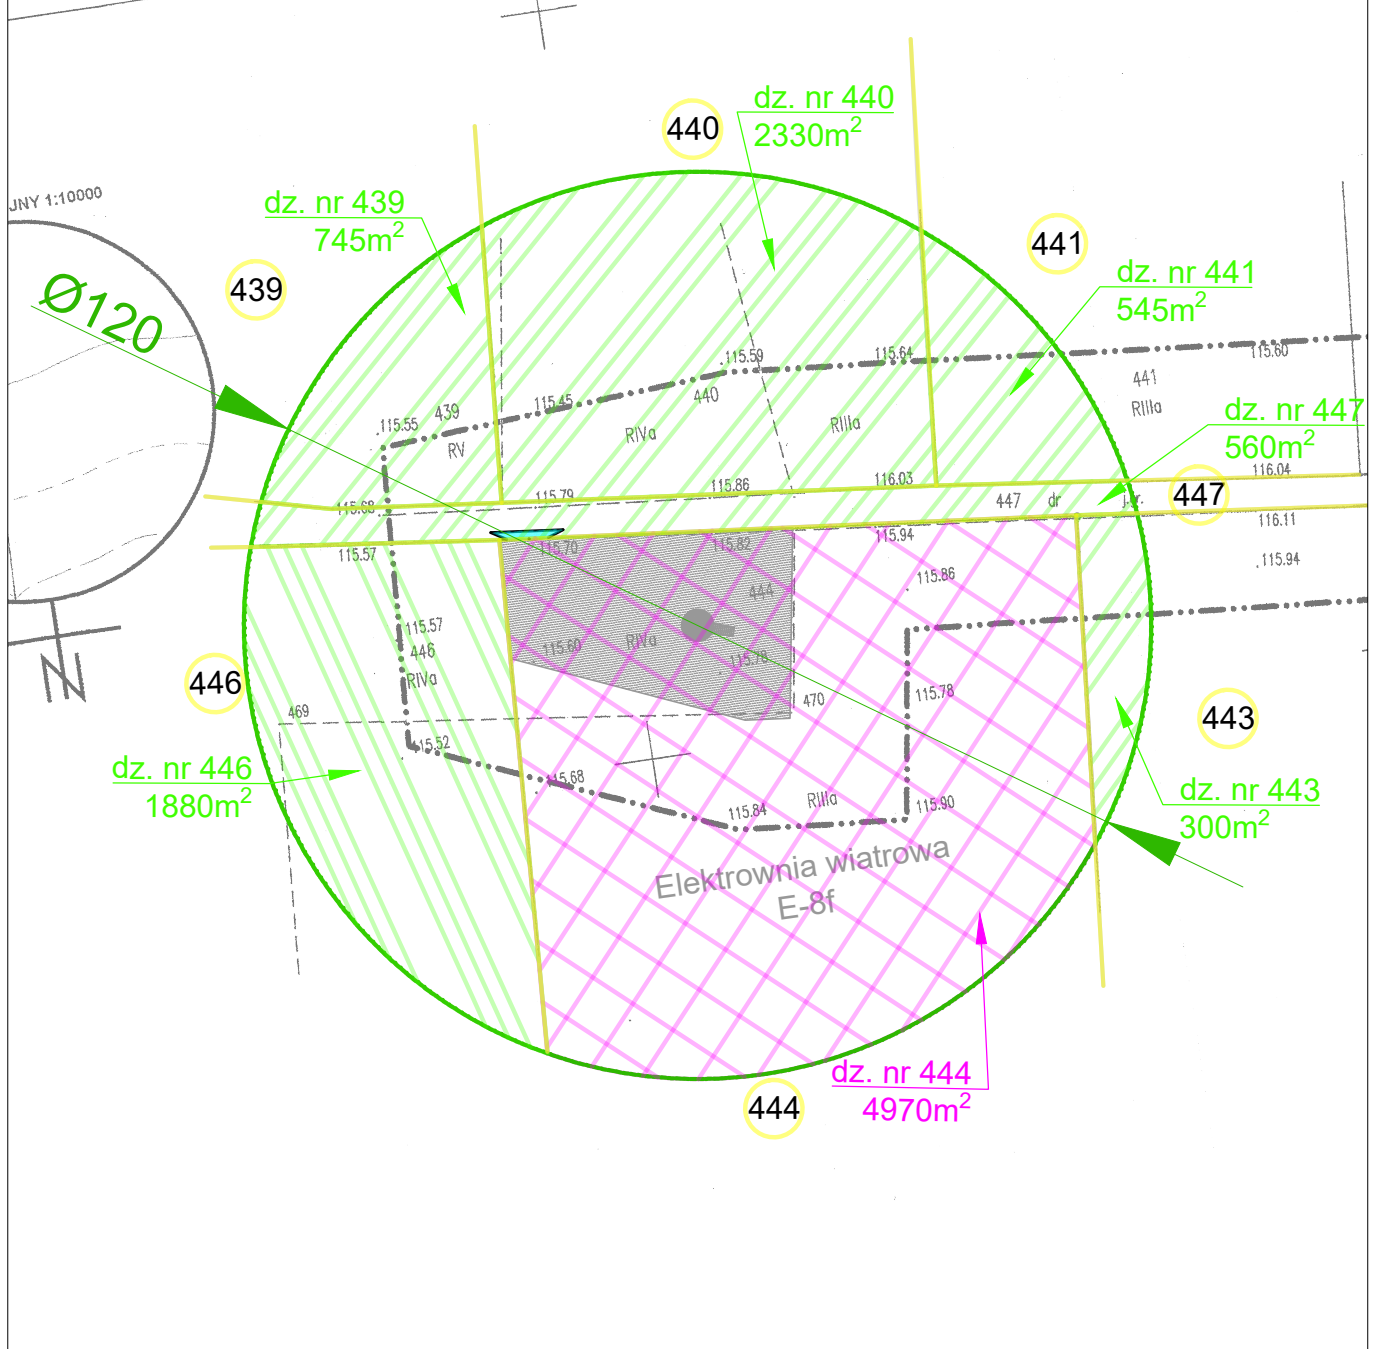 dz. nr 440
2330m²
440
JNY 1:10000
dz. nr 439
745m²
439
441
dz. nr 441
545m²
Ø120
115.59
115.64
115.60
441
RIIIa
439
115.45
440
115.55
RV
RIVa
RIIIa
dz. nr 447
560m²
115.68
115.79
115.86
116.03
116.04
447
447 dr
116.11
115.57
115.70
115.82
115.94
115.94
115.86
444
115.57
446
RIVa
115.60
RIVa
115.78
446
469
470
115.78
443
115.52
dz. nr 446
1880m²
115.68
115.84
RIIIa
115.90
dz. nr 443
300m²
Elektrownia wiatrowa
E-8f
N
dz. nr 444
4970m²
444